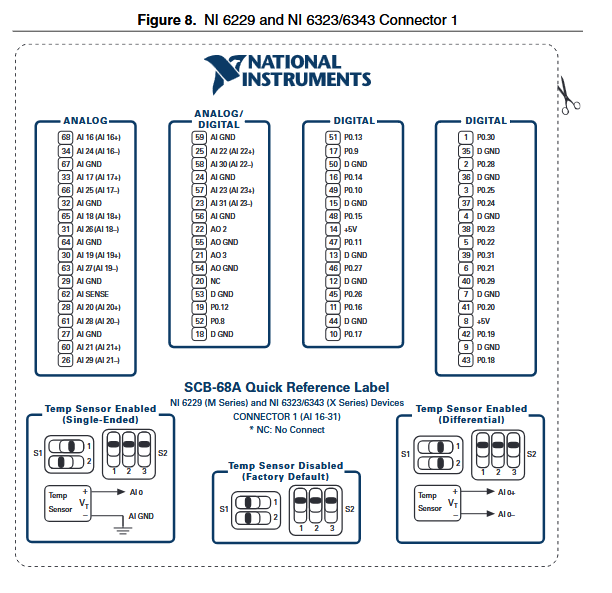 Figure 8. NI 6229 and NI 6323/6343 Connector 1
NATIONAL
INSTRUMENTS
ANALOG
68 AI 16 (AI 16+)
34 AI 24 (AI 16–)
67 AI GND
33 AI 17 (AI 17+)
66 AI 25 (AI 17–)
32 AI GND
65 AI 18 (AI 18+)
31 AI 26 (AI 18–)
64 AI GND
30 AI 19 (AI 19+)
63 AI 27 (AI 19–)
29 AI GND
62 AI SENSE
28 AI 20 (AI 20+)
61 AI 28 (AI 20–)
27 AI GND
60 AI 21 (AI 21+)
26 AI 29 (AI 21–)
ANALOG/
DIGITAL
59 AI GND
25 AI 22 (AI 22+)
58 AI 30 (AI 22–)
24 AI GND
57 AI 23 (AI 23+)
23 AI 31 (AI 23–)
56 AI GND
22 AO 2
55 AO GND
21 AO 3
54 AO GND
20 NC
53 D GND
19 P0.12
52 P0.8
18 D GND
DIGITAL
51 P0.13
17 P0.9
50 D GND
16 P0.14
49 P0.10
15 D GND
48 P0.15
14 +5V
47 P0.11
13 D GND
46 P0.27
12 D GND
45 P0.26
11 P0.16
44 D GND
10 P0.17
DIGITAL
1 P0.30
35 D GND
2 P0.28
36 D GND
3 P0.25
37 P0.24
4 D GND
38 P0.23
5 P0.22
39 P0.31
6 P0.21
40 P0.29
7 D GND
41 P0.20
8 +5V
42 P0.19
9 D GND
43 P0.18
SCB-68A Quick Reference Label
NI 6229 (M Series) and NI 6323/6343 (X Series) Devices
CONNECTOR 1 (AI 16-31)
* NC: No Connect
Temp Sensor Enabled
(Single-Ended)
S1 1 S2
2
1 2 3
Temp + AI 0
Sensor VT
– AI GND
Temp Sensor Disabled
(Factory Default)
S1 1 S2
2
1 2 3
Temp Sensor Enabled
(Differential)
S1 1 S2
2
1 2 3
Temp + AI 0+
Sensor VT
– AI 0–